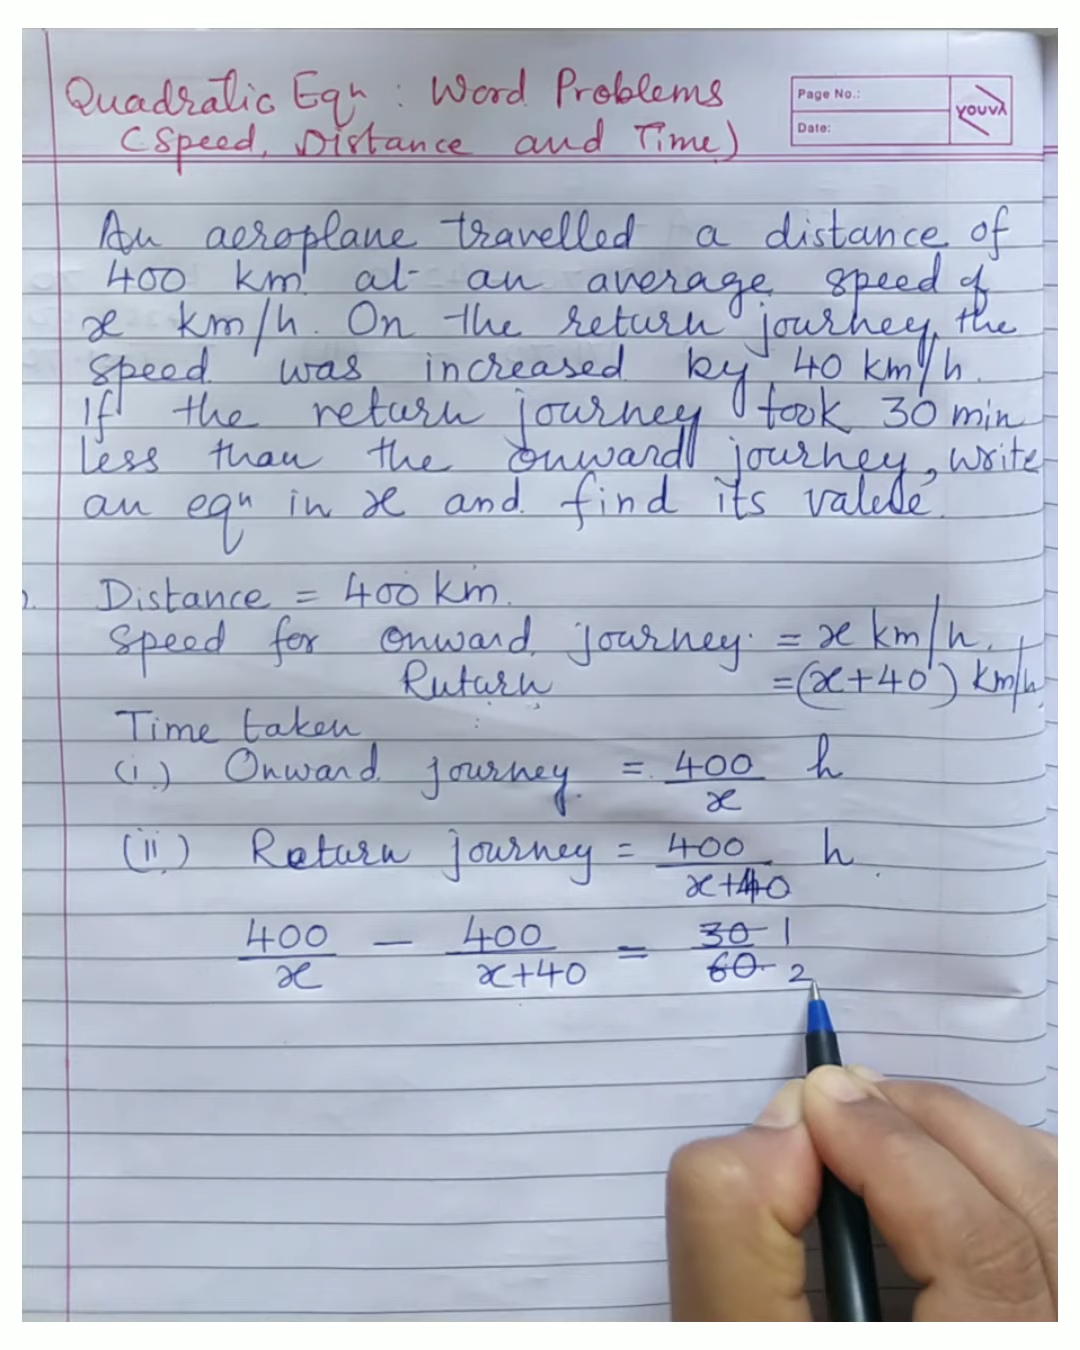 Quadratic Eqn : Word Problems
(Speed, Distance and Time)
Page No.:
Date:
YOUVA
An aeroplane travelled a distance of
400 km at an average speed of
x km/h. On the return journey, the
speed was increased by 40 km/h.
If the return journey took 30 min
less than the onward journey, write
an eqn in x and find its value.
Distance = 400 km.
Speed for onward journey = x km/h.
Ruturn = (x+40) km/h.
Time taken
(i) Onward journey = 400/x h
(ii) Return journey = 400/x+40 h.
400/x - 400/x+40 = 30/60 1/2